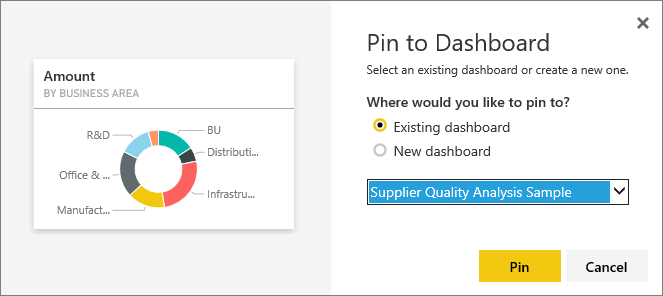 Amount
BY BUSINESS AREA
R&D
BU
Distributi...
Office & ...
Infrastru...
Manufact...
Pin to Dashboard
Select an existing dashboard or create a new one.
Where would you like to pin to?
Existing dashboard
New dashboard
Supplier Quality Analysis Sample
Pin
Cancel